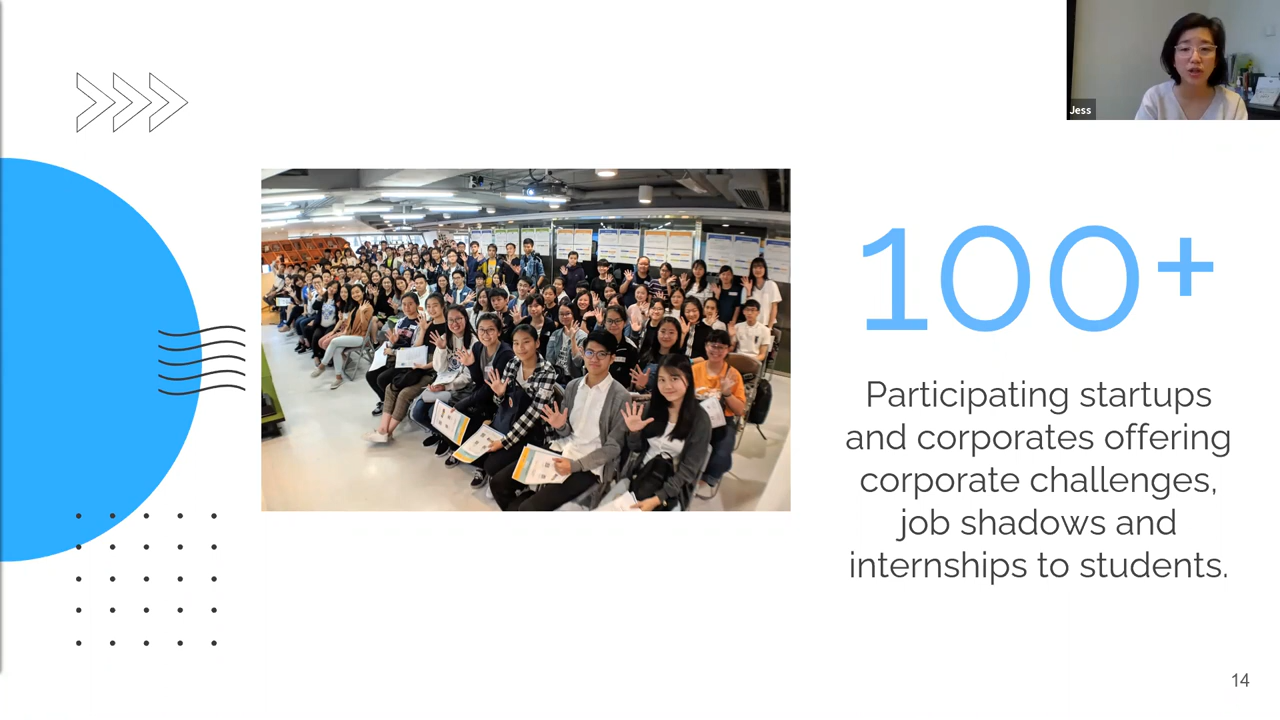 Jess
100+
Participating startups
and corporates offering
corporate challenges,
job shadows and
internships to students.
14